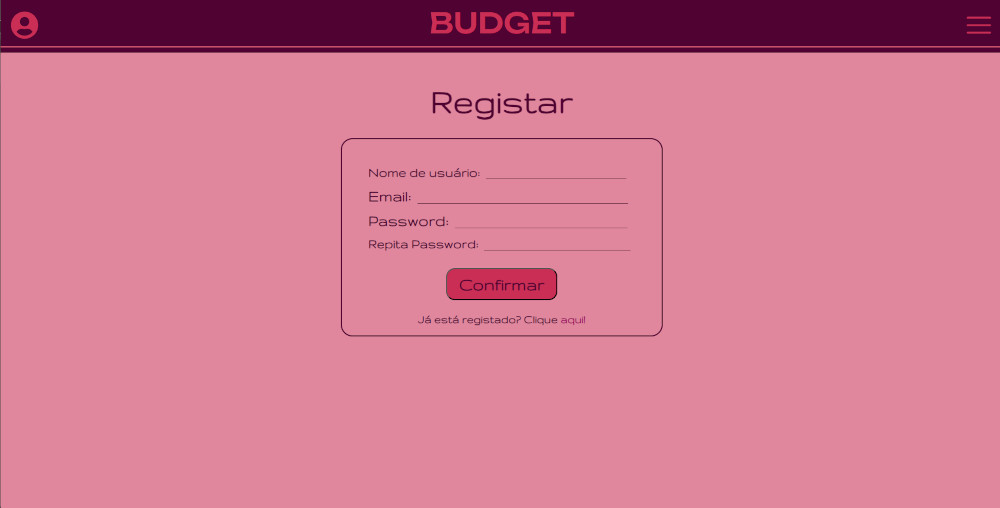 BUDGET
Registar
Nome de usuário:
Email:
Password:
Repita Password:
Confirmar
Já está registado? Clique aqui!